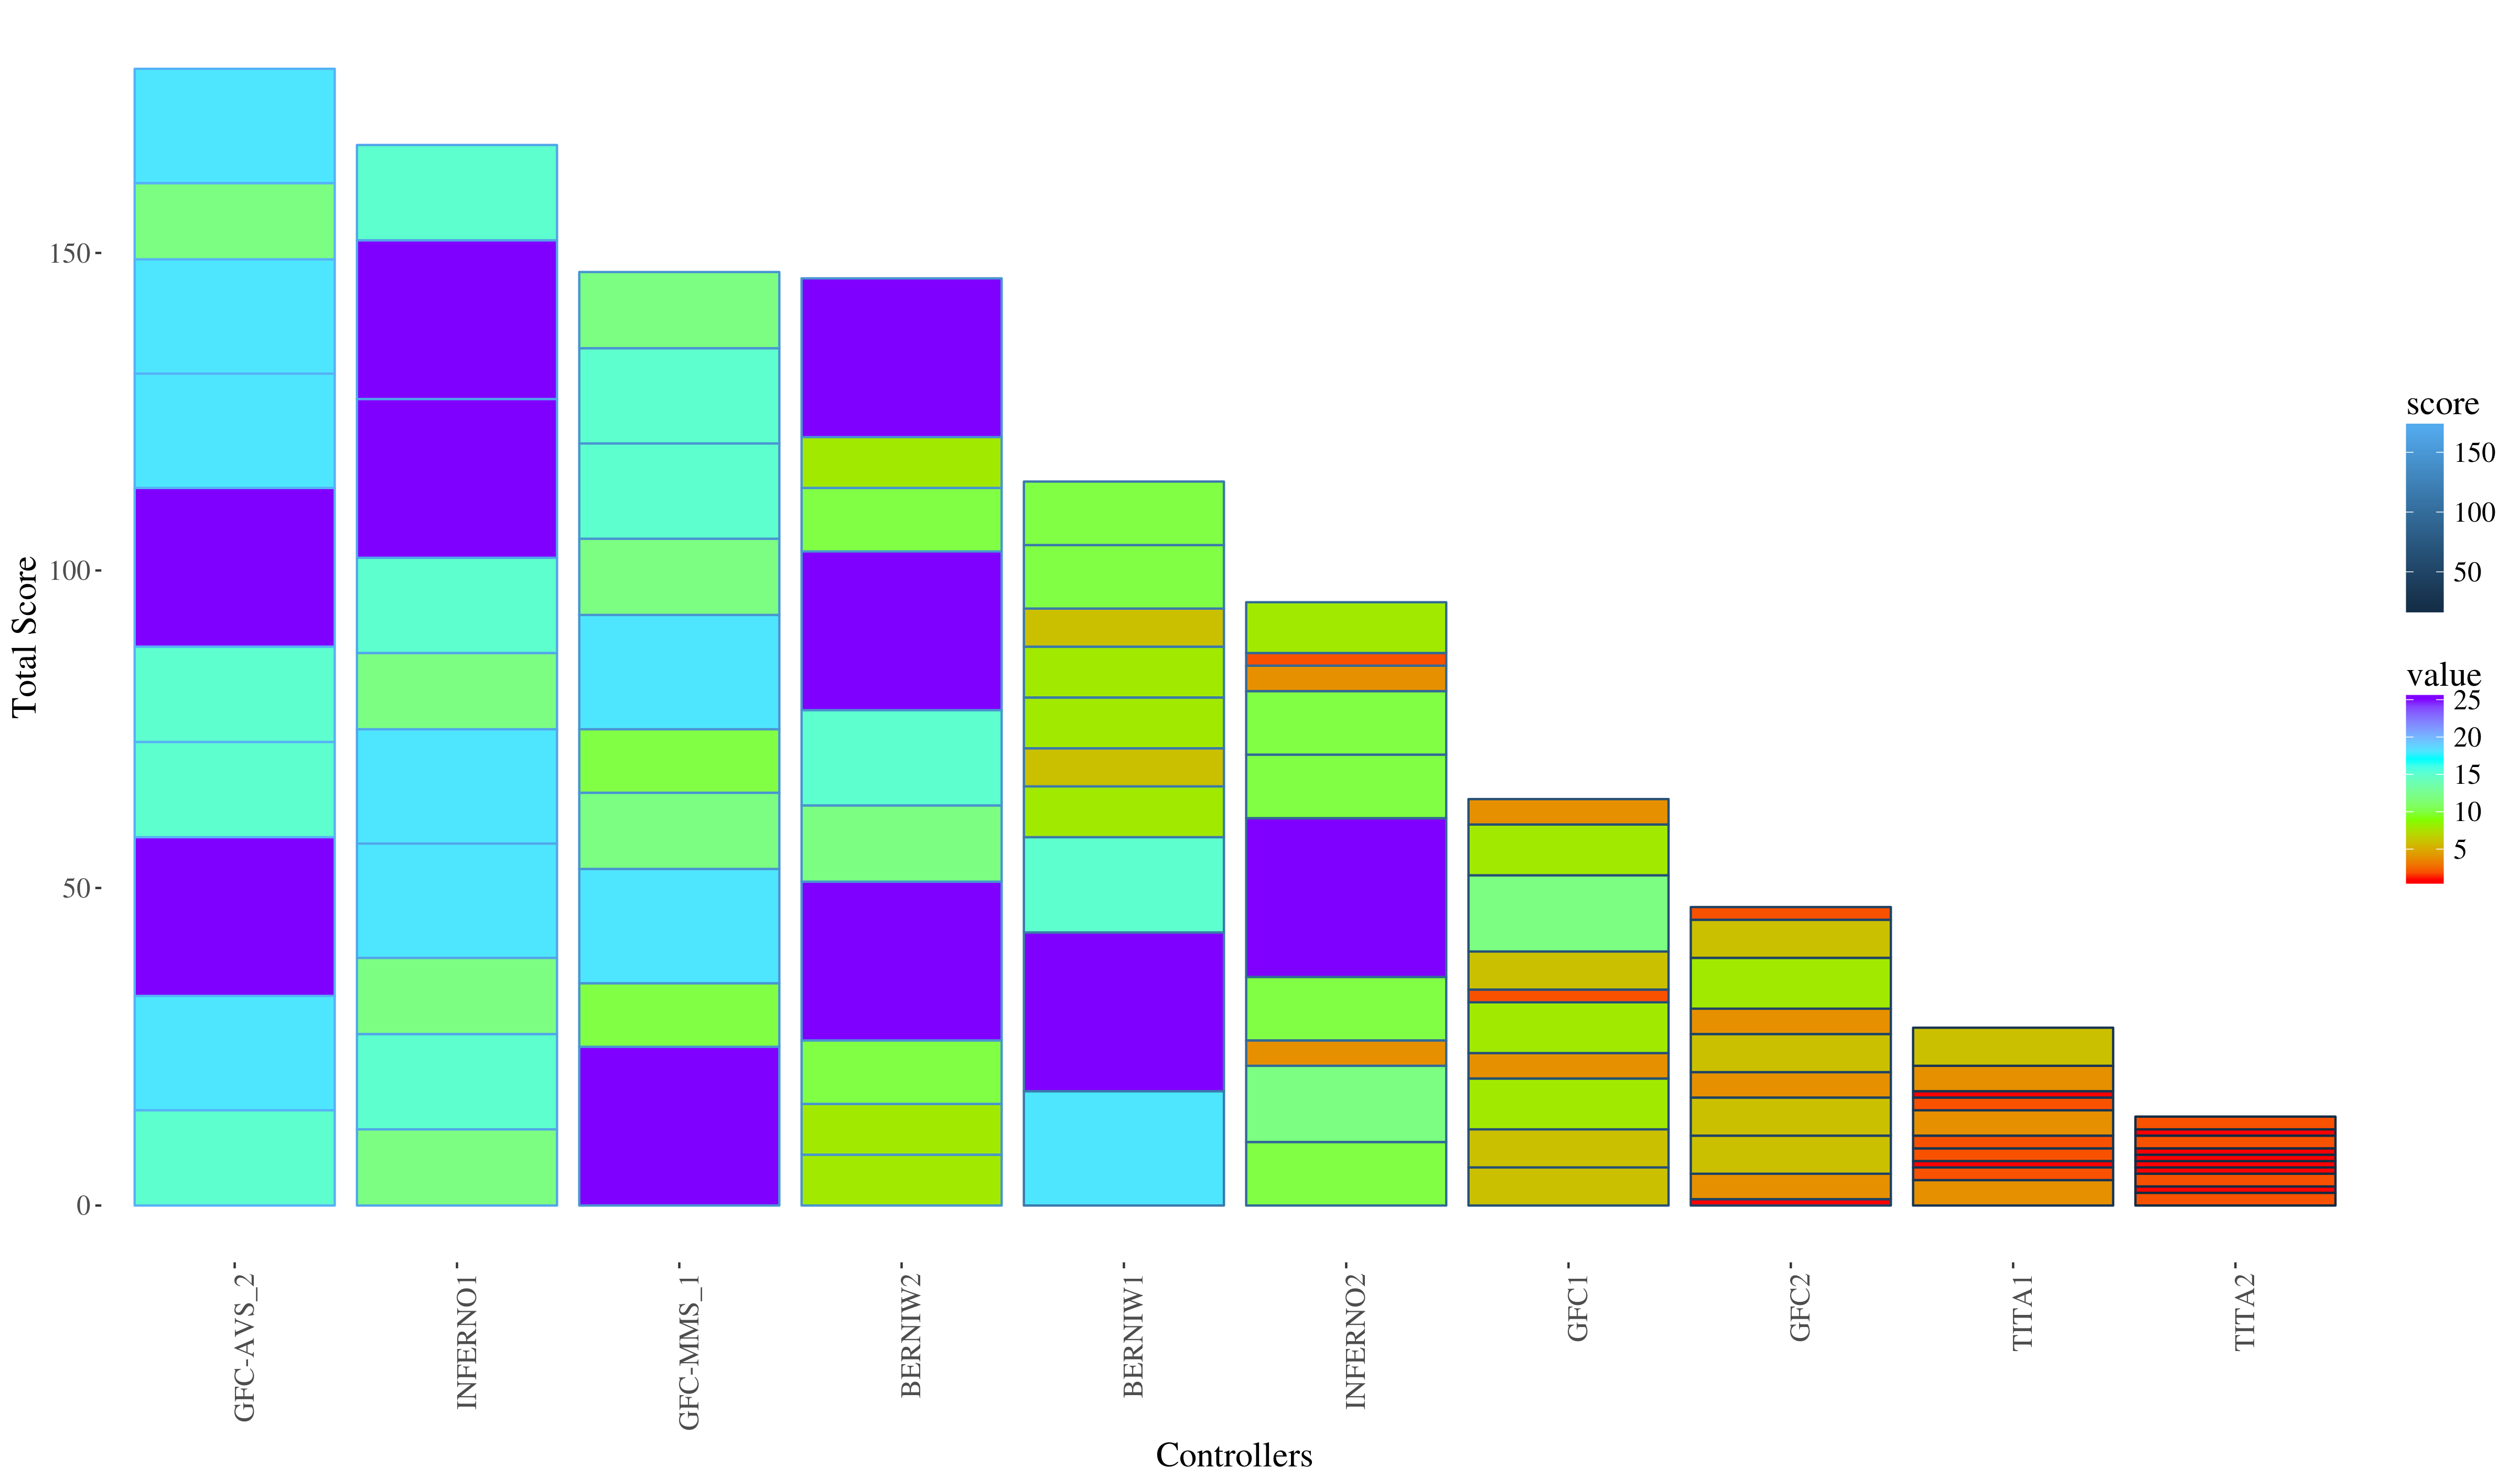 Total Score
150
100
50
0
GFC-AVS_2
INFERNO1
GFC-MMS_1
BERNIW2
BERNIW1
INFERNO2
GFC1
GFC2
TITA1
TITA2
Controllers
score
150
100
50
value
25
20
15
10
5